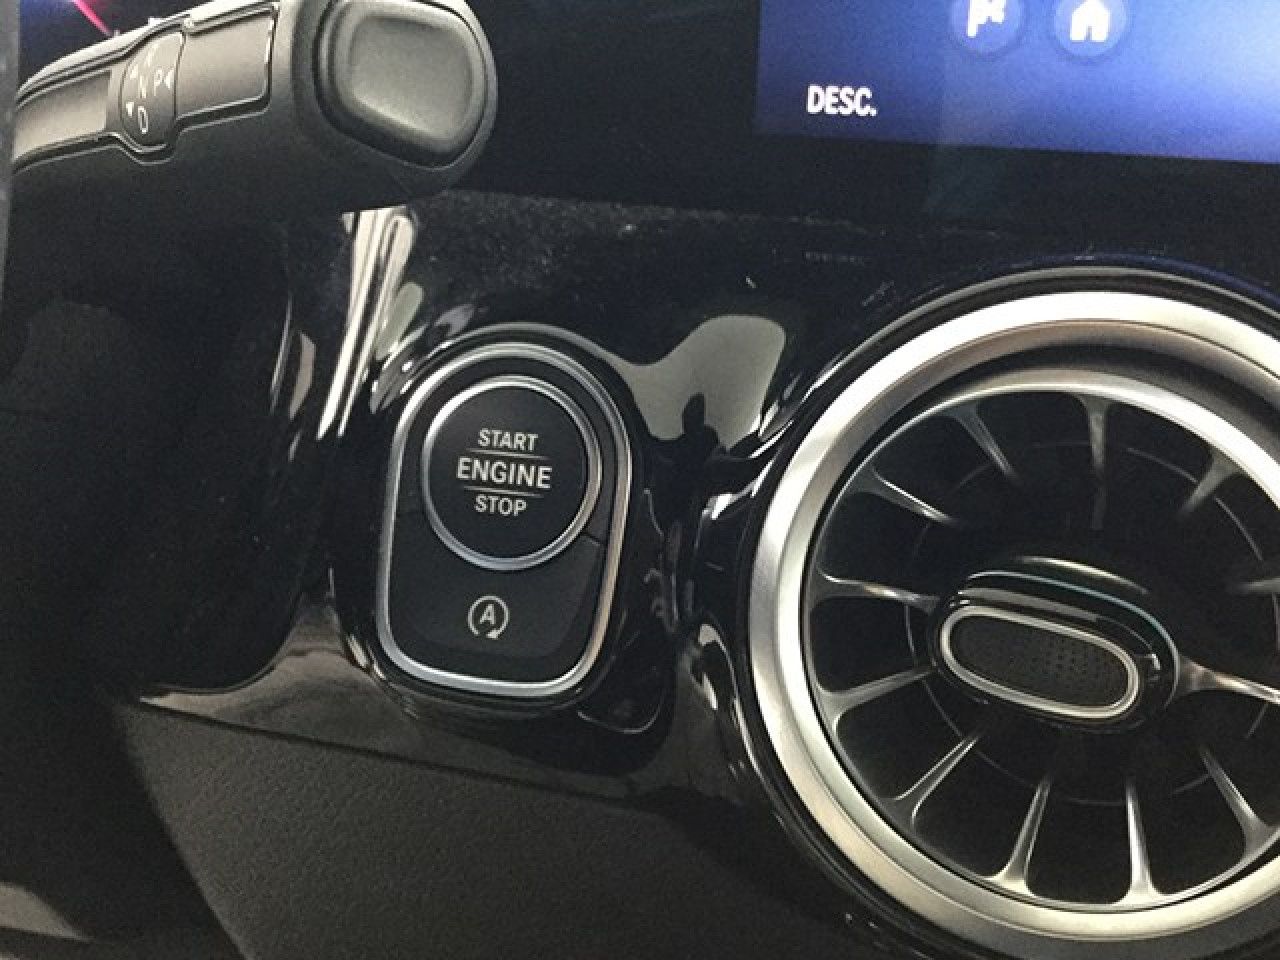 N P
D
P
DESC.
START
ENGINE
STOP
A